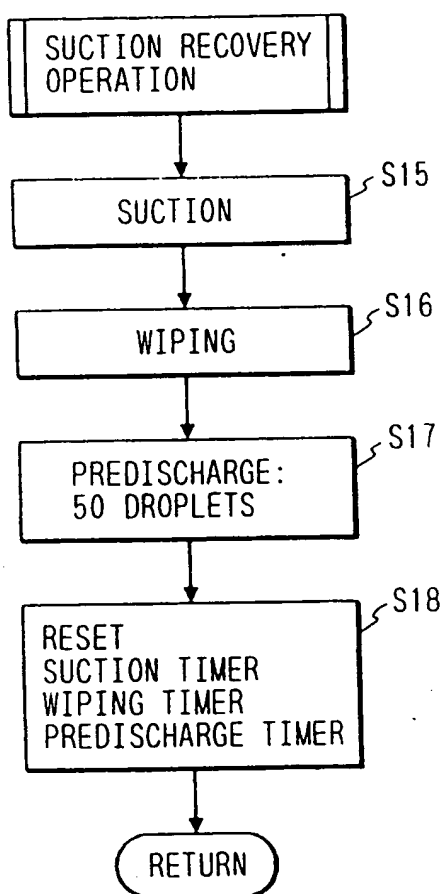 SUCTION RECOVERY
OPERATION
S15
SUCTION
S16
WIPING
S17
PREDISCHARGE:
50 DROPLETS
S18
RESET
SUCTION TIMER
WIPING TIMER
PREDISCHARGE TIMER
RETURN